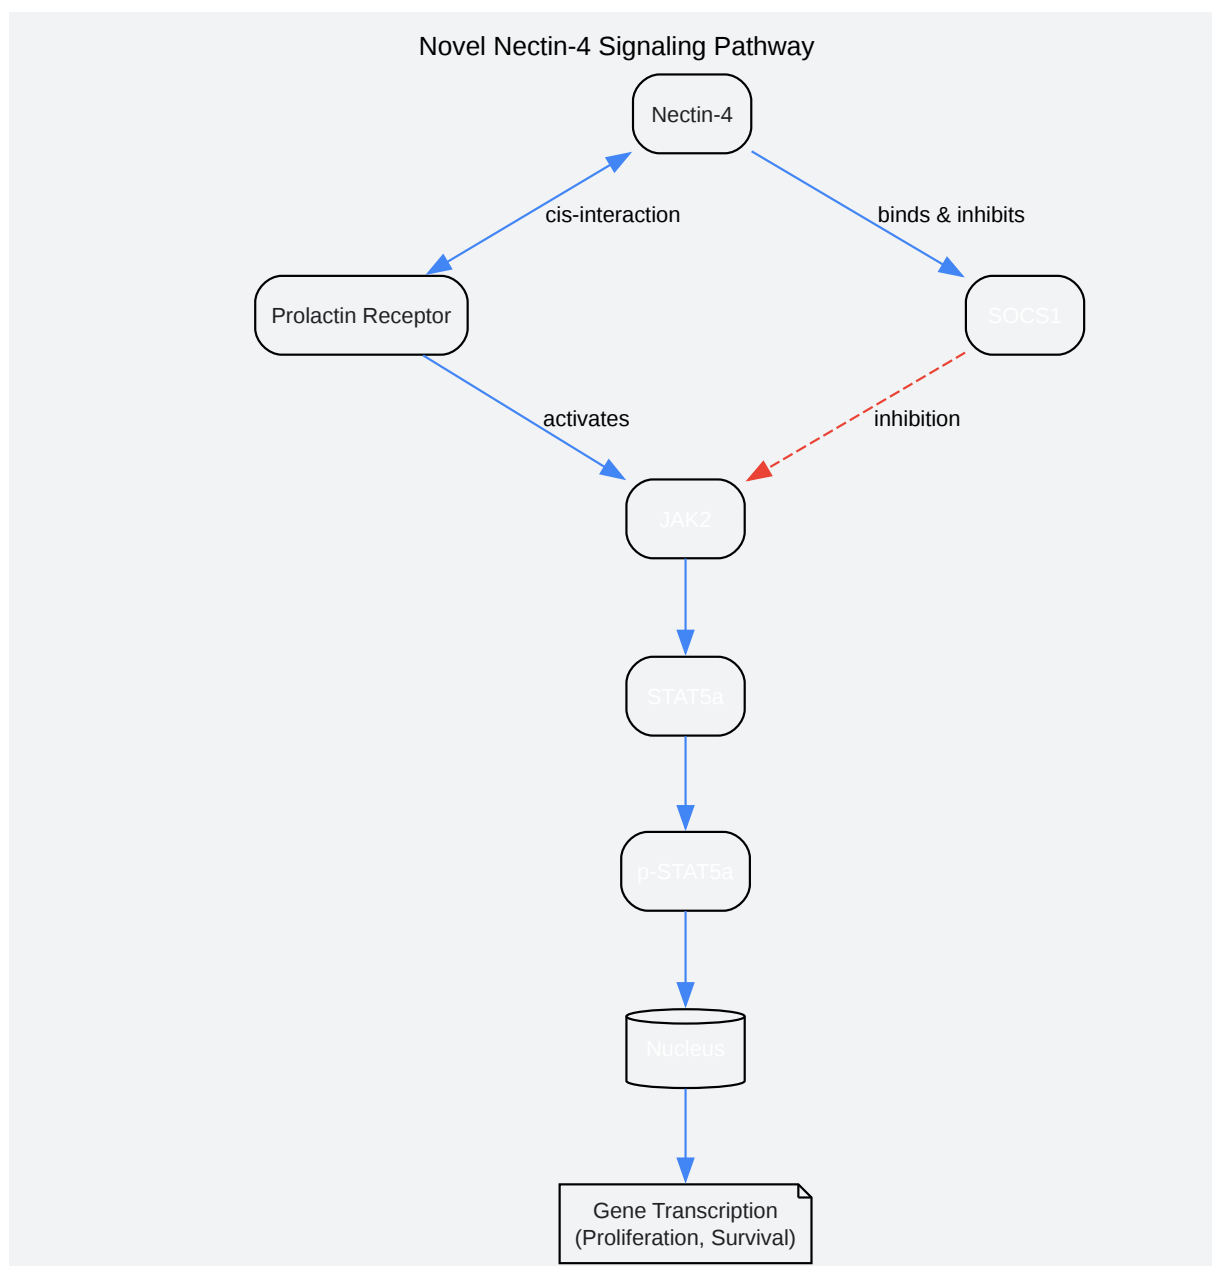 Novel Nectin-4 Signaling Pathway
Nectin-4
cis-interaction
binds & inhibits
Prolactin Receptor
SOCS1
activates
inhibition
JAK2
STAT5a
p-STAT5a
Nucleus
Gene Transcription
(Proliferation, Survival)